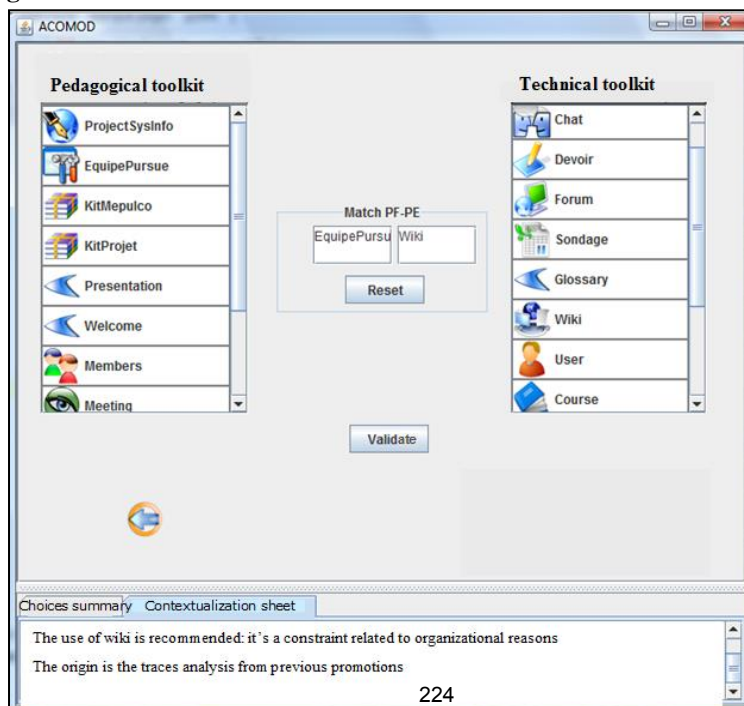 ACOMOD
Pedagogical toolkit
ProjectSysInfo
EquipePursue
KitMepulco
KitProjet
Presentation
Welcome
Members
Meeting
Match PF-PE
EquipePursu Wiki
Reset
Validate
Technical toolkit
Chat
Devoir
Forum
Sondage
Glossary
Wiki
User
Course
Choices summary Contextualization sheet
The use of wiki is recommended: it's a constraint related to organizational reasons
The origin is the traces analysis from previous promotions
224